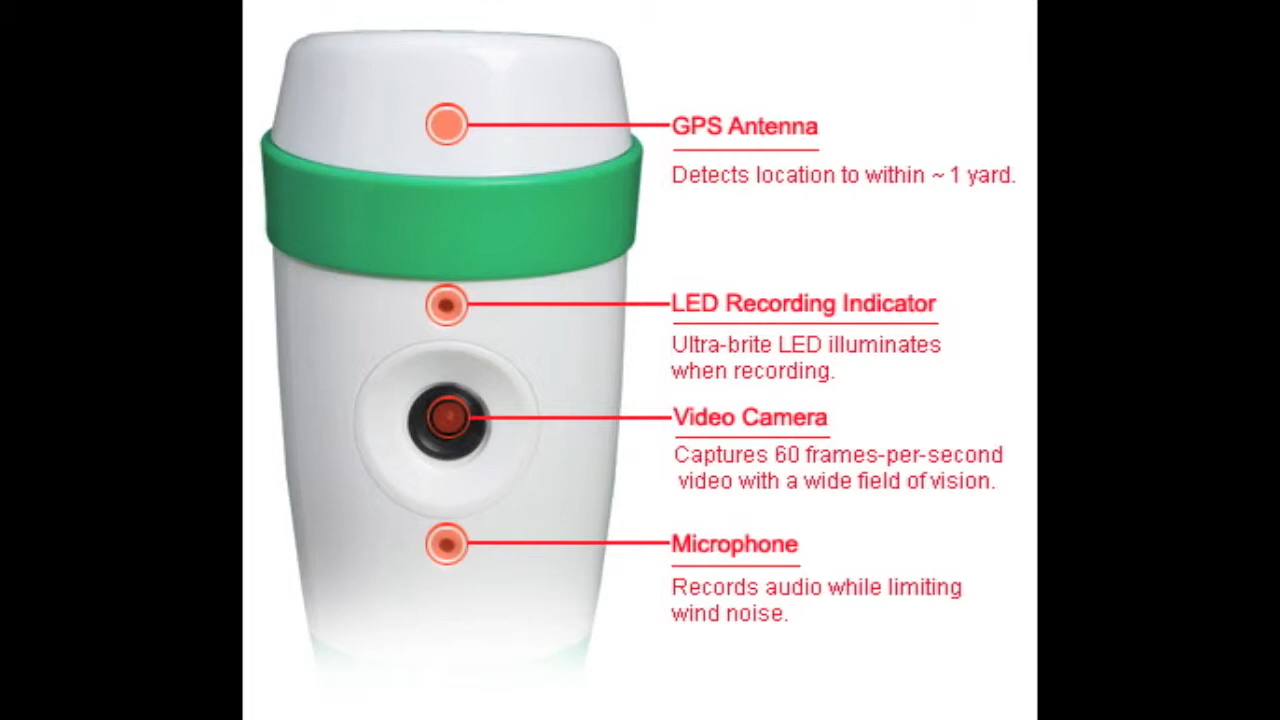 GPS Antenna
Detects location to within ~ 1 yard.
LED Recording Indicator
Ultra-brite LED illuminates
when recording.
Video Camera
Captures 60 frames-per-second
video with a wide field of vision.
Microphone
Records audio while limiting
wind noise.